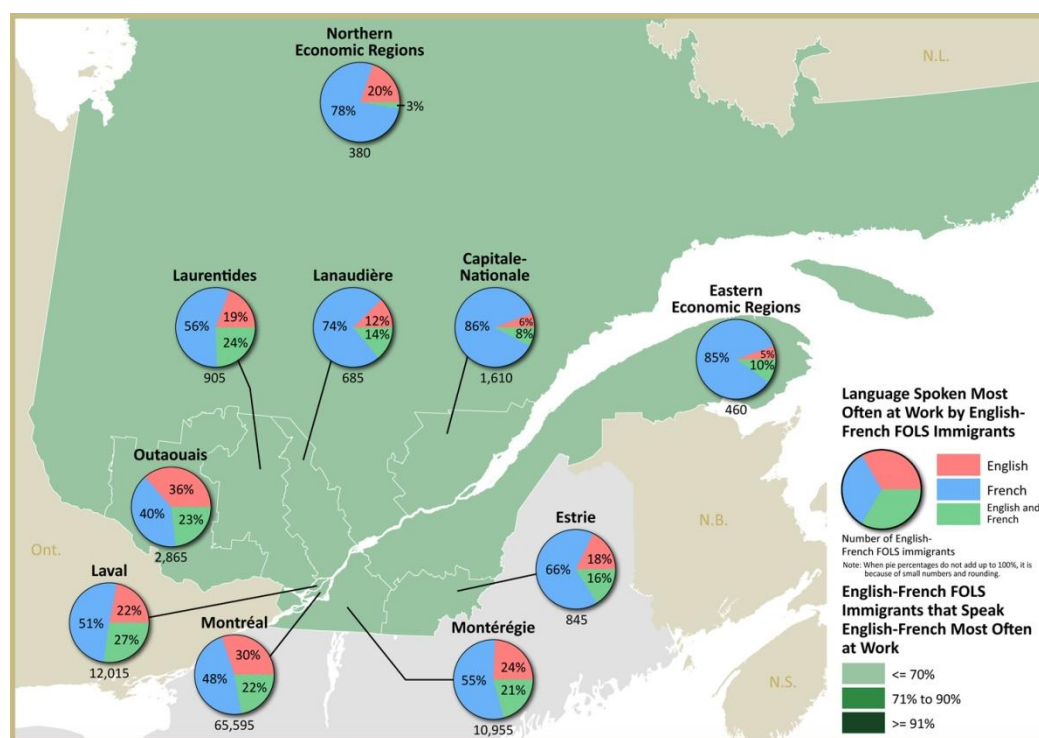 Northern
Economic Regions
20%
78%
3%
380
N.L.
Laurentides
56%
19%
24%
905
Lanaudière
74%
12%
14%
685
Capitale-
Nationale
86%
6%
8%
1,610
Eastern
Economic Regions
85%
5%
10%
460
Outaouais
36%
40%
23%
2,865
Ont.
Laval
22%
51%
27%
12,015
Montréal
30%
48%
22%
65,595
Montérégie
24%
55%
21%
10,955
Estrie
66%
18%
16%
845
N.B.
N.S.
Language Spoken Most
Often at Work by English-
French FOLS Immigrants
English
French
English and
French
Number of English-
French FOLS immigrants
Note: When pie percentages do not add up to 100%, it is
because of small numbers and rounding.
English-French FOLS
Immigrants that Speak
English-French Most Often
at Work
<= 70%
71% to 90%
>= 91%